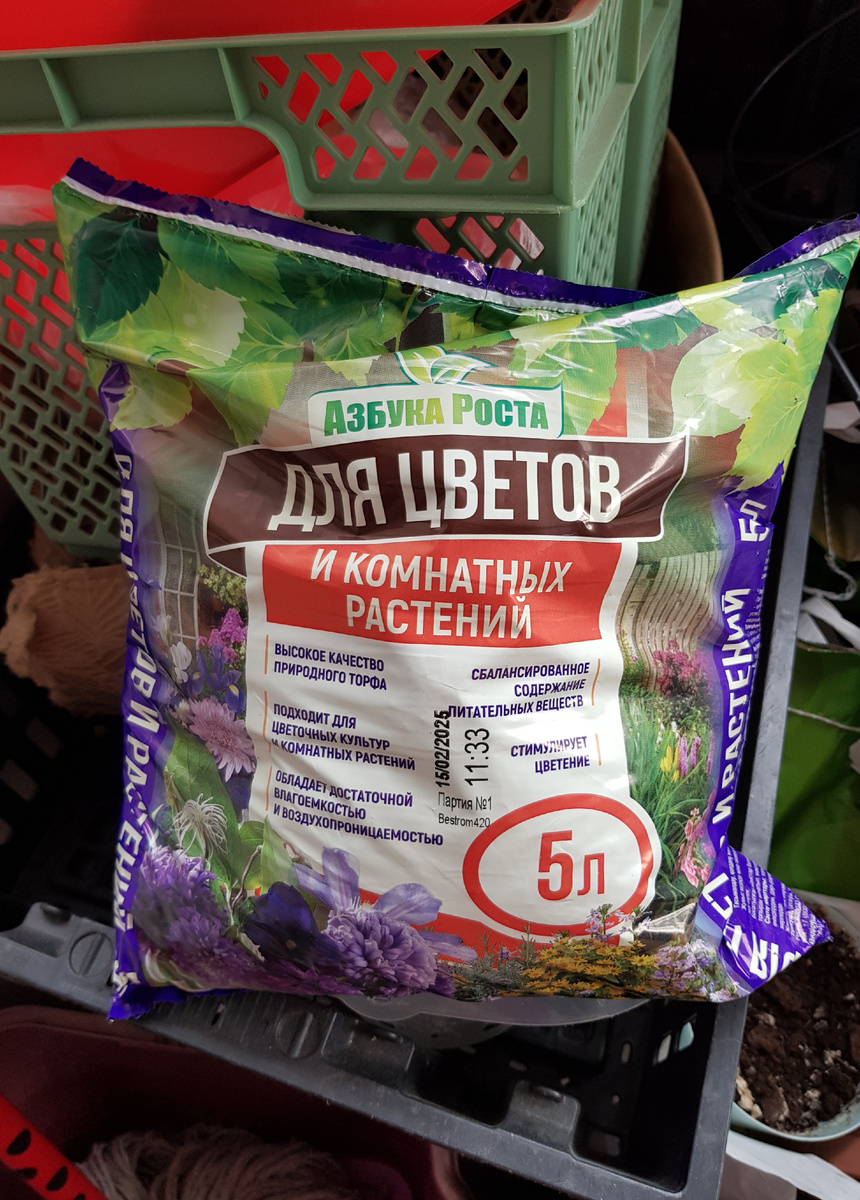 АЗБУКА РОСТА
ДЛЯ ЦВЕТОВ
И КОМНАТНЫХ
РАСТЕНИЙ
ВЫСОКОЕ КАЧЕСТВО
ПРИРОДНОГО ТОРФА
ПОДХОДИТ ДЛЯ
ЦВЕТОЧНЫХ КУЛЬТУР
И КОМНАТНЫХ РАСТЕНИЙ
ОБЛАДАЕТ ДОСТАТОЧНОЙ
ВЛАГОЕМКОСТЬЮ
И ВОЗДУХОПРОНИЦАЕМОСТЬЮ
СБАЛАНСИРОВАННОЕ
СОДЕРЖАНИЕ
ПИТАТЕЛЬНЫХ ВЕЩЕСТВ
СТИМУЛИРУЕТ
ЦВЕТЕНИЕ
15/02/2025
11:33
Партия №1
Bestrom420
5л
И РАСТЕНИЙ 5Л